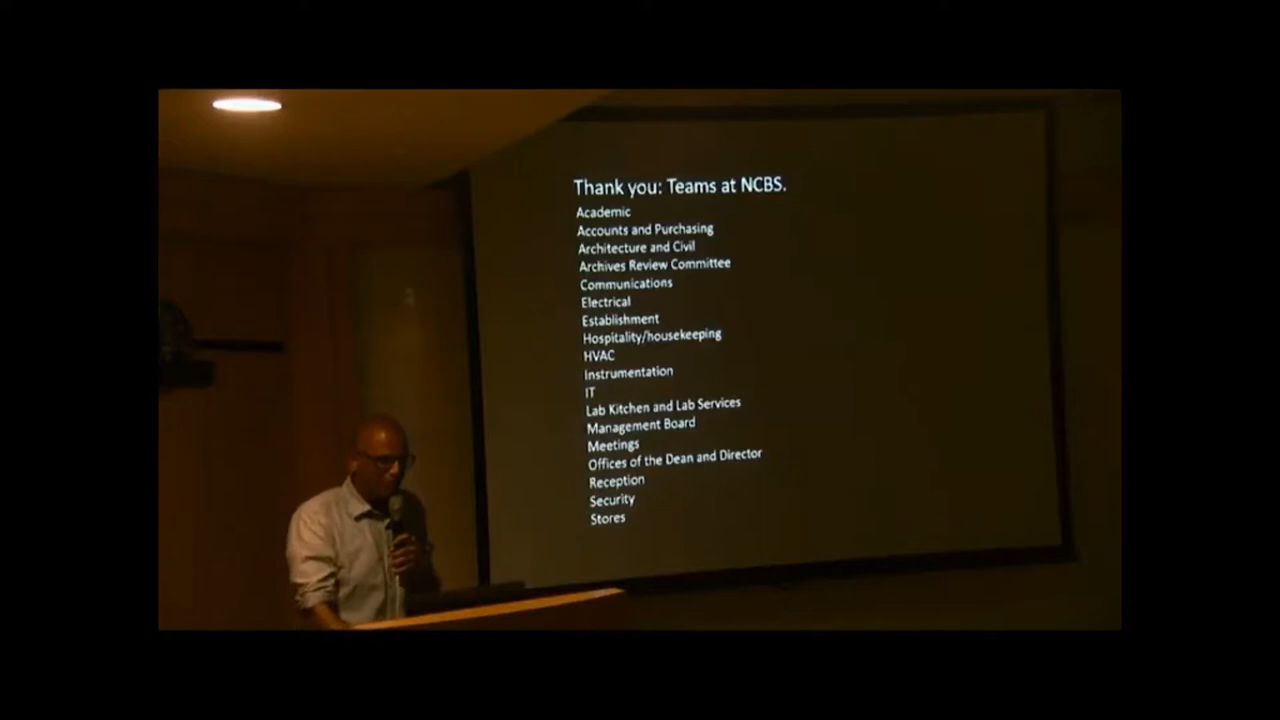 Thank you: Teams at NCBS.
Academic
Accounts and Purchasing
Architecture and Civil
Archives Review Committee
Communications
Electrical
Establishment
Hospitality/housekeeping
HVAC
Instrumentation
IT
Lab Kitchen and Lab Services
Management Board
Meetings
Offices of the Dean and Director
Reception
Security
Stores